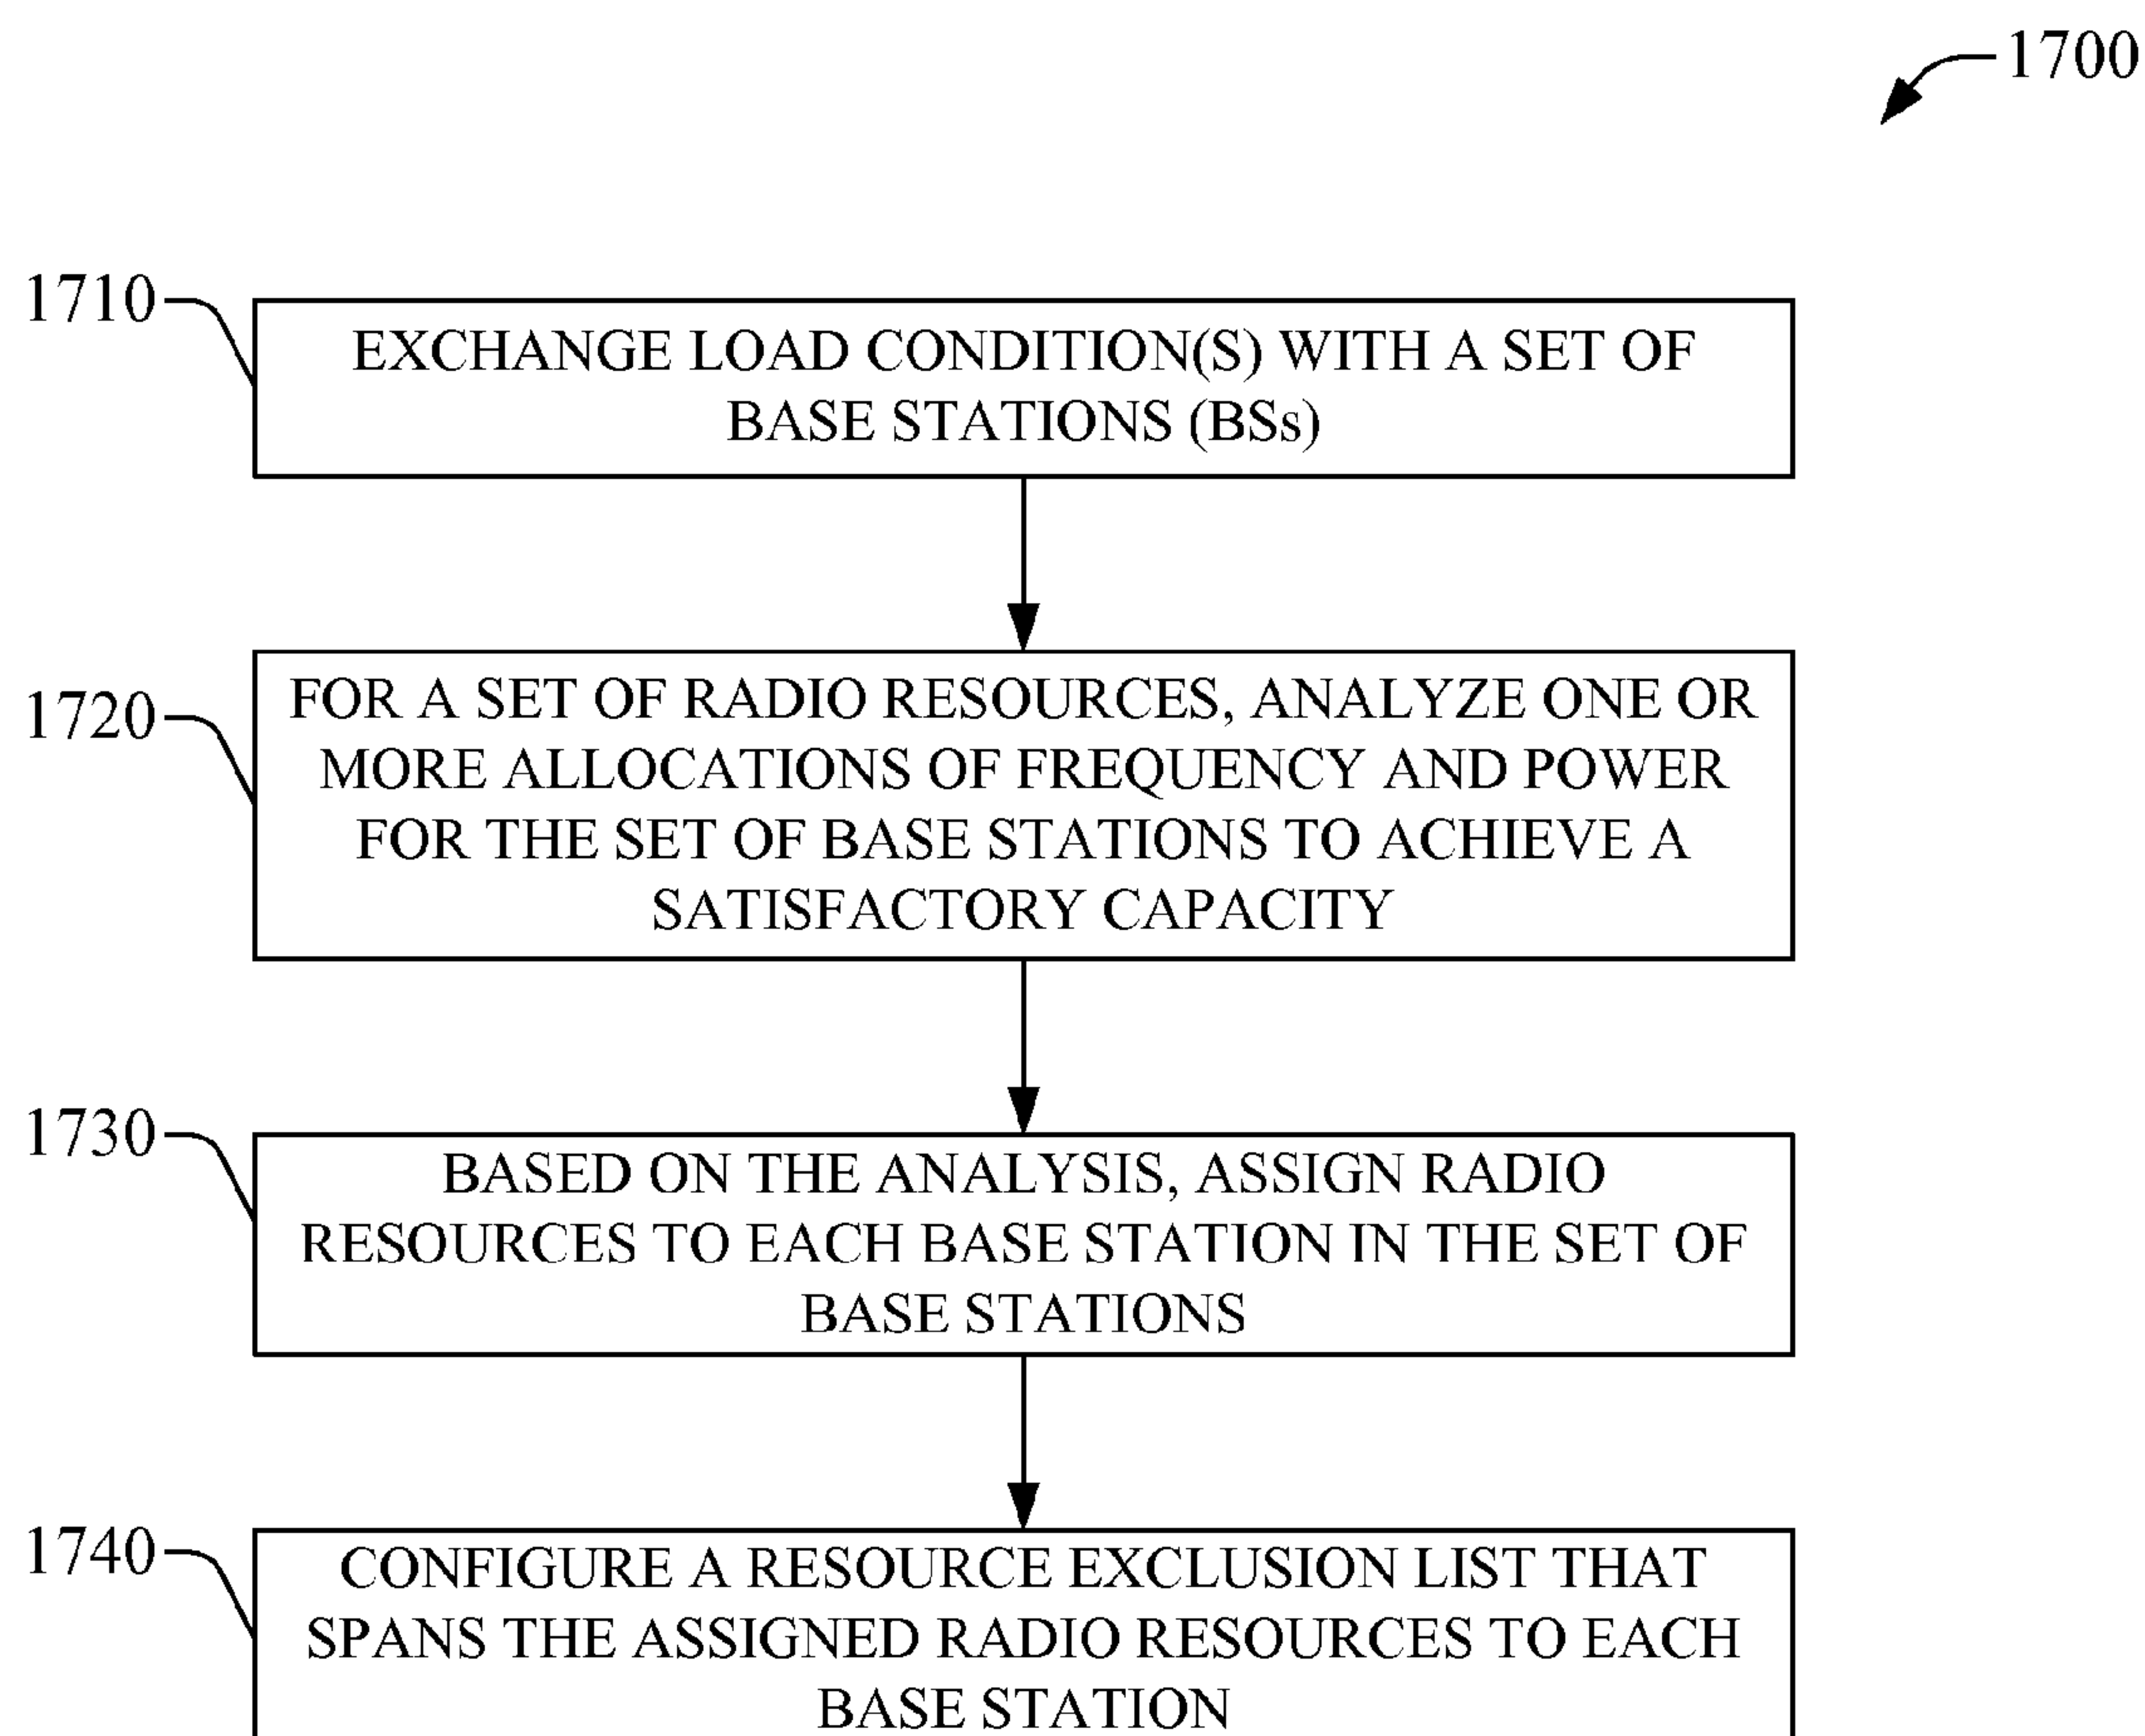 1700
1710
EXCHANGE LOAD CONDITION(S) WITH A SET OF
BASE STATIONS (BSs)
1720
FOR A SET OF RADIO RESOURCES, ANALYZE ONE OR
MORE ALLOCATIONS OF FREQUENCY AND POWER
FOR THE SET OF BASE STATIONS TO ACHIEVE A
SATISFACTORY CAPACITY
1730
BASED ON THE ANALYSIS, ASSIGN RADIO
RESOURCES TO EACH BASE STATION IN THE SET OF
BASE STATIONS
1740
CONFIGURE A RESOURCE EXCLUSION LIST THAT
SPANS THE ASSIGNED RADIO RESOURCES TO EACH
BASE STATION